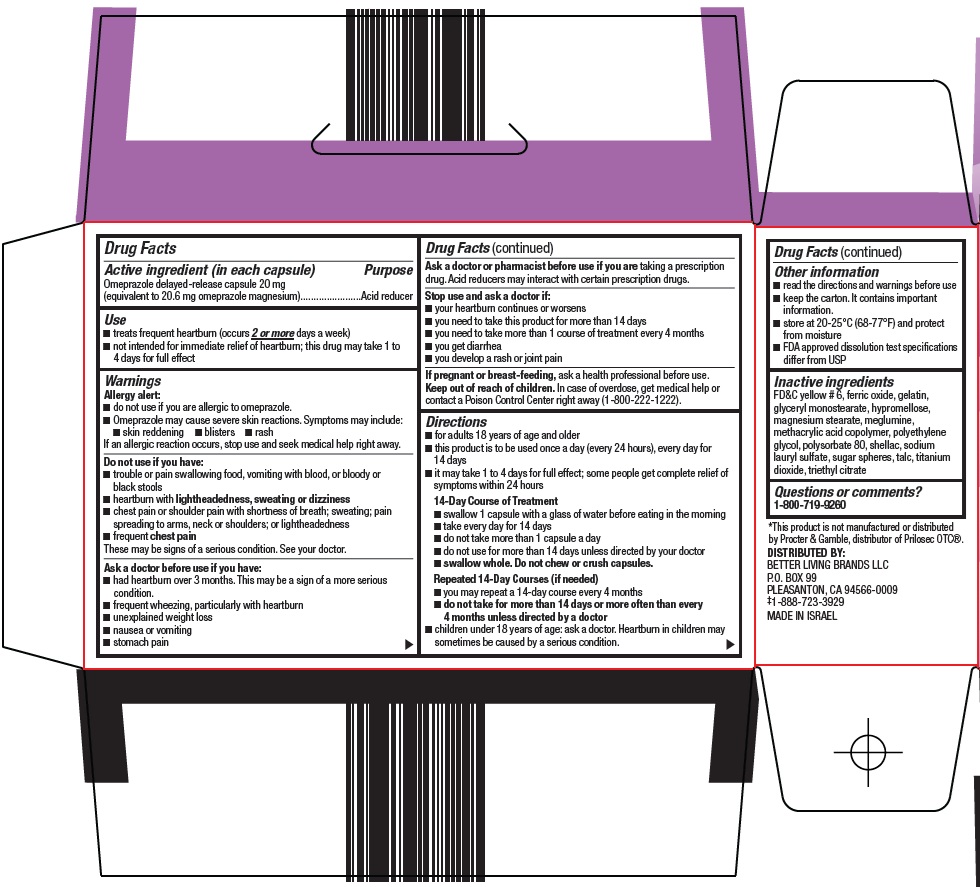 Drug Facts
Active ingredient (in each capsule) Purpose
Omeprazole delayed-release capsule 20 mg
(equivalent to 20.6 mg omeprazole magnesium).......................Acid reducer
Use
■ treats frequent heartburn (occurs 2 or more days a week)
■ not intended for immediate relief of heartburn; this drug may take 1 to
4 days for full effect
Warnings
Allergy alert:
■ do not use if you are allergic to omeprazole.
■ Omeprazole may cause severe skin reactions. Symptoms may include:
■ skin reddening ■ blisters ■ rash
If an allergic reaction occurs, stop use and seek medical help right away.
Do not use if you have:
■ trouble or pain swallowing food, vomiting with blood, or bloody or
black stools
■ heartburn with lightheadedness, sweating or dizziness
■ chest pain or shoulder pain with shortness of breath; sweating; pain
spreading to arms, neck or shoulders; or lightheadedness
■ frequent chest pain
These may be signs of a serious condition. See your doctor.
Ask a doctor before use if you have:
■ had heartburn over 3 months. This may be a sign of a more serious
condition.
■ frequent wheezing, particularly with heartburn
■ unexplained weight loss
■ nausea or vomiting
■ stomach pain
Drug Facts (continued)
Ask a doctor or pharmacist before use if you are taking a prescription
drug. Acid reducers may interact with certain prescription drugs.
Stop use and ask a doctor if:
■ your heartburn continues or worsens
■ you need to take this product for more than 14 days
■ you need to take more than 1 course of treatment every 4 months
■ you get diarrhea
■ you develop a rash or joint pain
If pregnant or breast-feeding, ask a health professional before use.
Keep out of reach of children. In case of overdose, get medical help or
contact a Poison Control Center right away (1-800-222-1222).
Directions
■ for adults 18 years of age and older
■ this product is to be used once a day (every 24 hours), every day for
14 days
■ it may take 1 to 4 days for full effect; some people get complete relief of
symptoms within 24 hours
14-Day Course of Treatment
■ swallow 1 capsule with a glass of water before eating in the morning
■ take every day for 14 days
■ do not take more than 1 capsule a day
■ do not use for more than 14 days unless directed by your doctor
■ swallow whole. Do not chew or crush capsules.
Repeated 14-Day Courses (if needed)
■ you may repeat a 14-day course every 4 months
■ do not take for more than 14 days or more often than every
4 months unless directed by a doctor
■ children under 18 years of age: ask a doctor. Heartburn in children may
sometimes be caused by a serious condition.
Drug Facts (continued)
Other information
■ read the directions and warnings before use
■ keep the carton. It contains important
information.
■ store at 20-25°C (68-77°F) and protect
from moisture
■ FDA approved dissolution test specifications
differ from USP
Inactive ingredients
FD&C yellow # 6, ferric oxide, gelatin,
glyceryl monostearate, hypromellose,
magnesium stearate, meglumine,
methacrylic acid copolymer, polyethylene
glycol, polysorbate 80, shellac, sodium
lauryl sulfate, sugar spheres, talc, titanium
dioxide, triethyl citrate
Questions or comments?
1-800-719-9260
*This product is not manufactured or distributed
by Procter & Gamble, distributor of Prilosec OTC®.
DISTRIBUTED BY:
BETTER LIVING BRANDS LLC
P.O. BOX 99
PLEASANTON, CA 94566-0009
‡1-888-723-3929
MADE IN ISRAEL